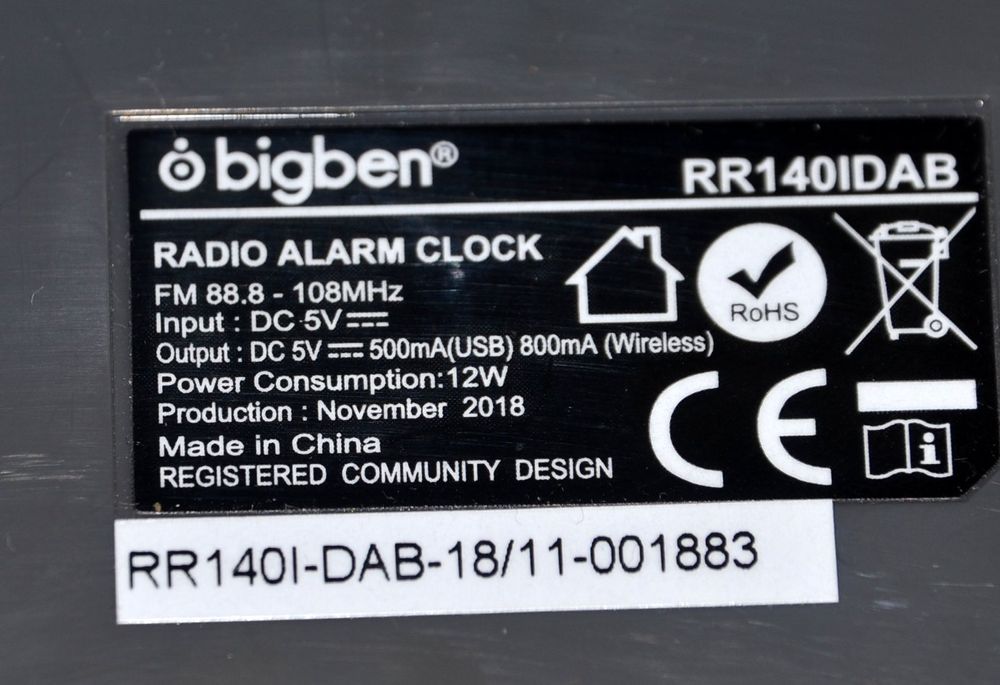 bigben®
RR140IDAB
RADIO ALARM CLOCK
FM 88.8 - 108MHz
Input : DC 5V⎓
Output : DC 5V⎓ 500mA(USB) 800mA (Wireless)
Power Consumption:12W
Production : November 2018
Made in China
REGISTERED COMMUNITY DESIGN
RoHS
CE
i
RR140I-DAB-18/11-001883